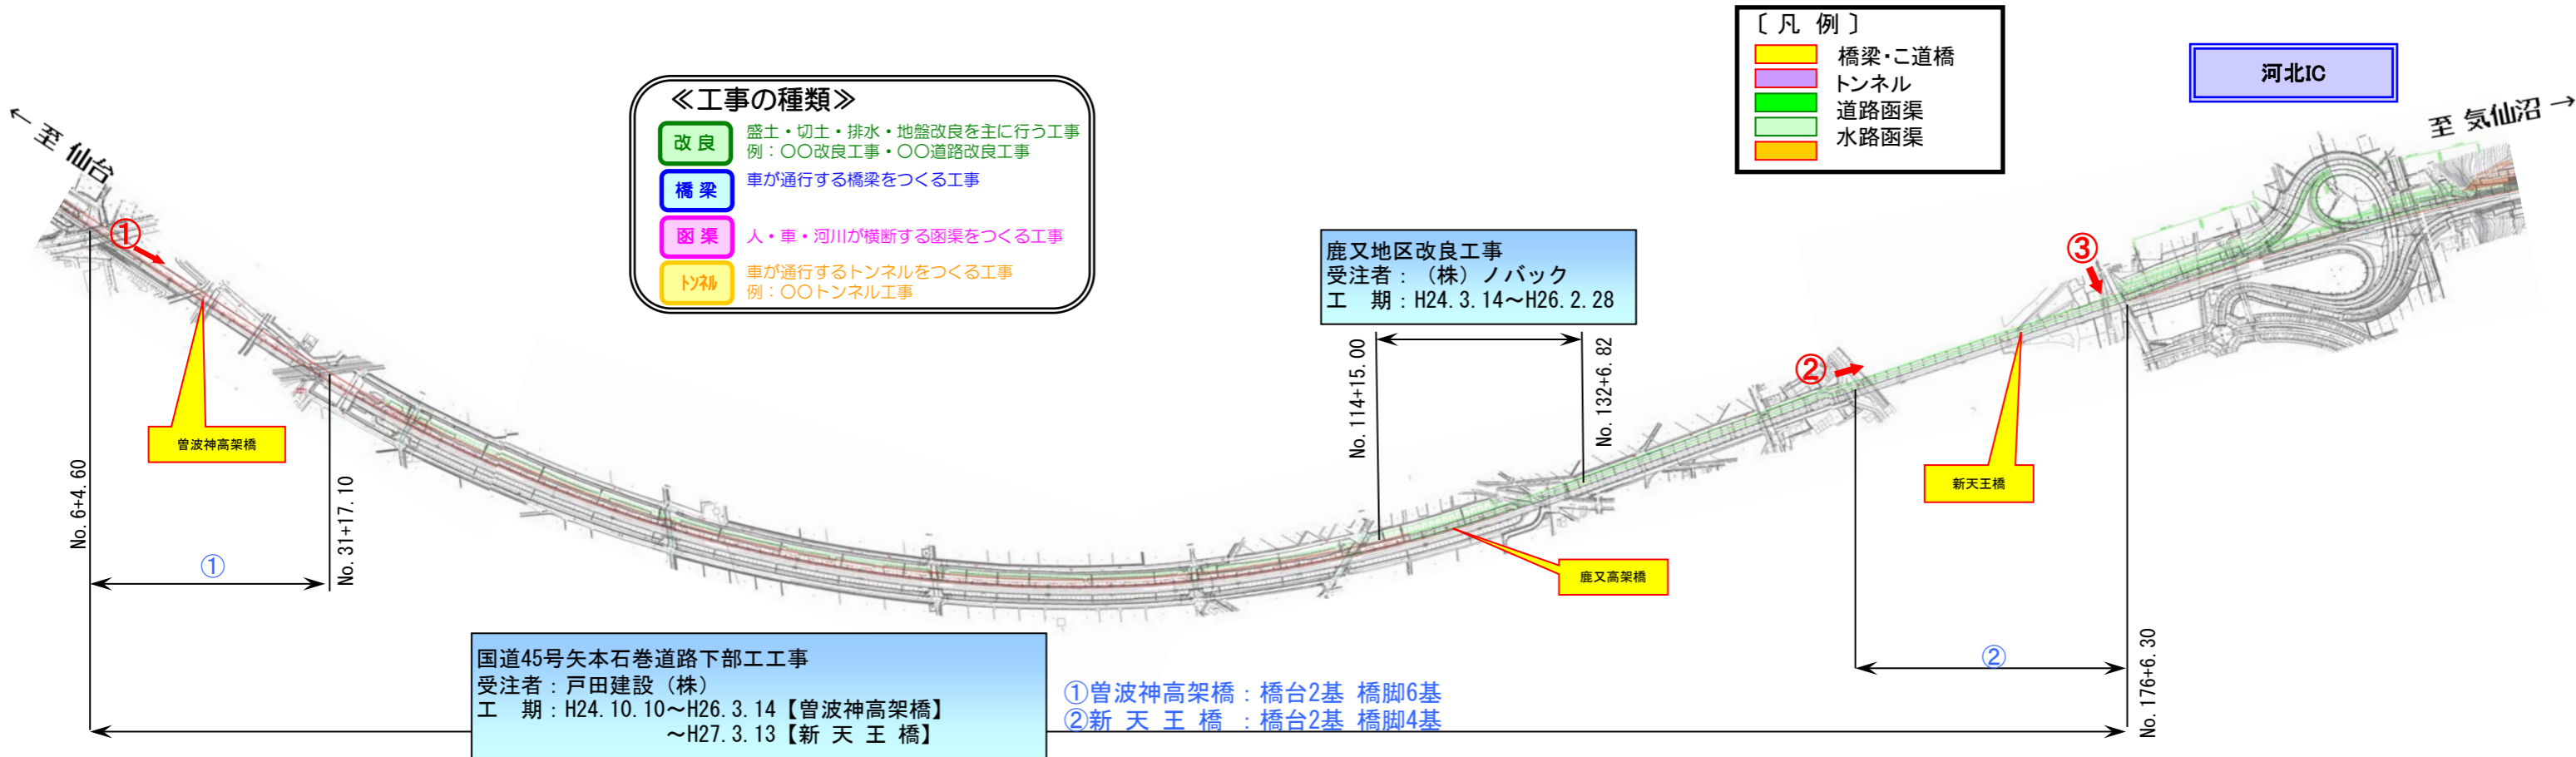 〔 凡 例 〕
橋梁・こ道橋
トンネル
道路函渠
水路函渠
河北IC
← 至 仙台
至 気仙沼 →
≪工事の種類≫
改 良
盛土・切土・排水・地盤改良を主に行う工事
例：〇〇改良工事・〇〇道路改良工事
橋 梁
車が通行する橋梁をつくる工事
函 渠
人・車・河川が横断する函渠をつくる工事
トンネル
車が通行するトンネルをつくる工事
例：〇〇トンネル工事
①
②
③
鹿又地区改良工事
受注者：（株）ノバック
工　期：H24.3.14～H26.2.28
No.114+15.00
No.132+6.82
曽波神高架橋
新天王橋
鹿又高架橋
No.6+4.60
No.31+17.10
①
②
No.176+6.30
国道45号矢本石巻道路下部工工事
受注者：戸田建設（株）
工　期：H24.10.10～H26.3.14【曽波神高架橋】
～H27.3.13【新 天 王 橋】
①曽波神高架橋：橋台2基 橋脚6基
②新 天 王 橋 ：橋台2基 橋脚4基